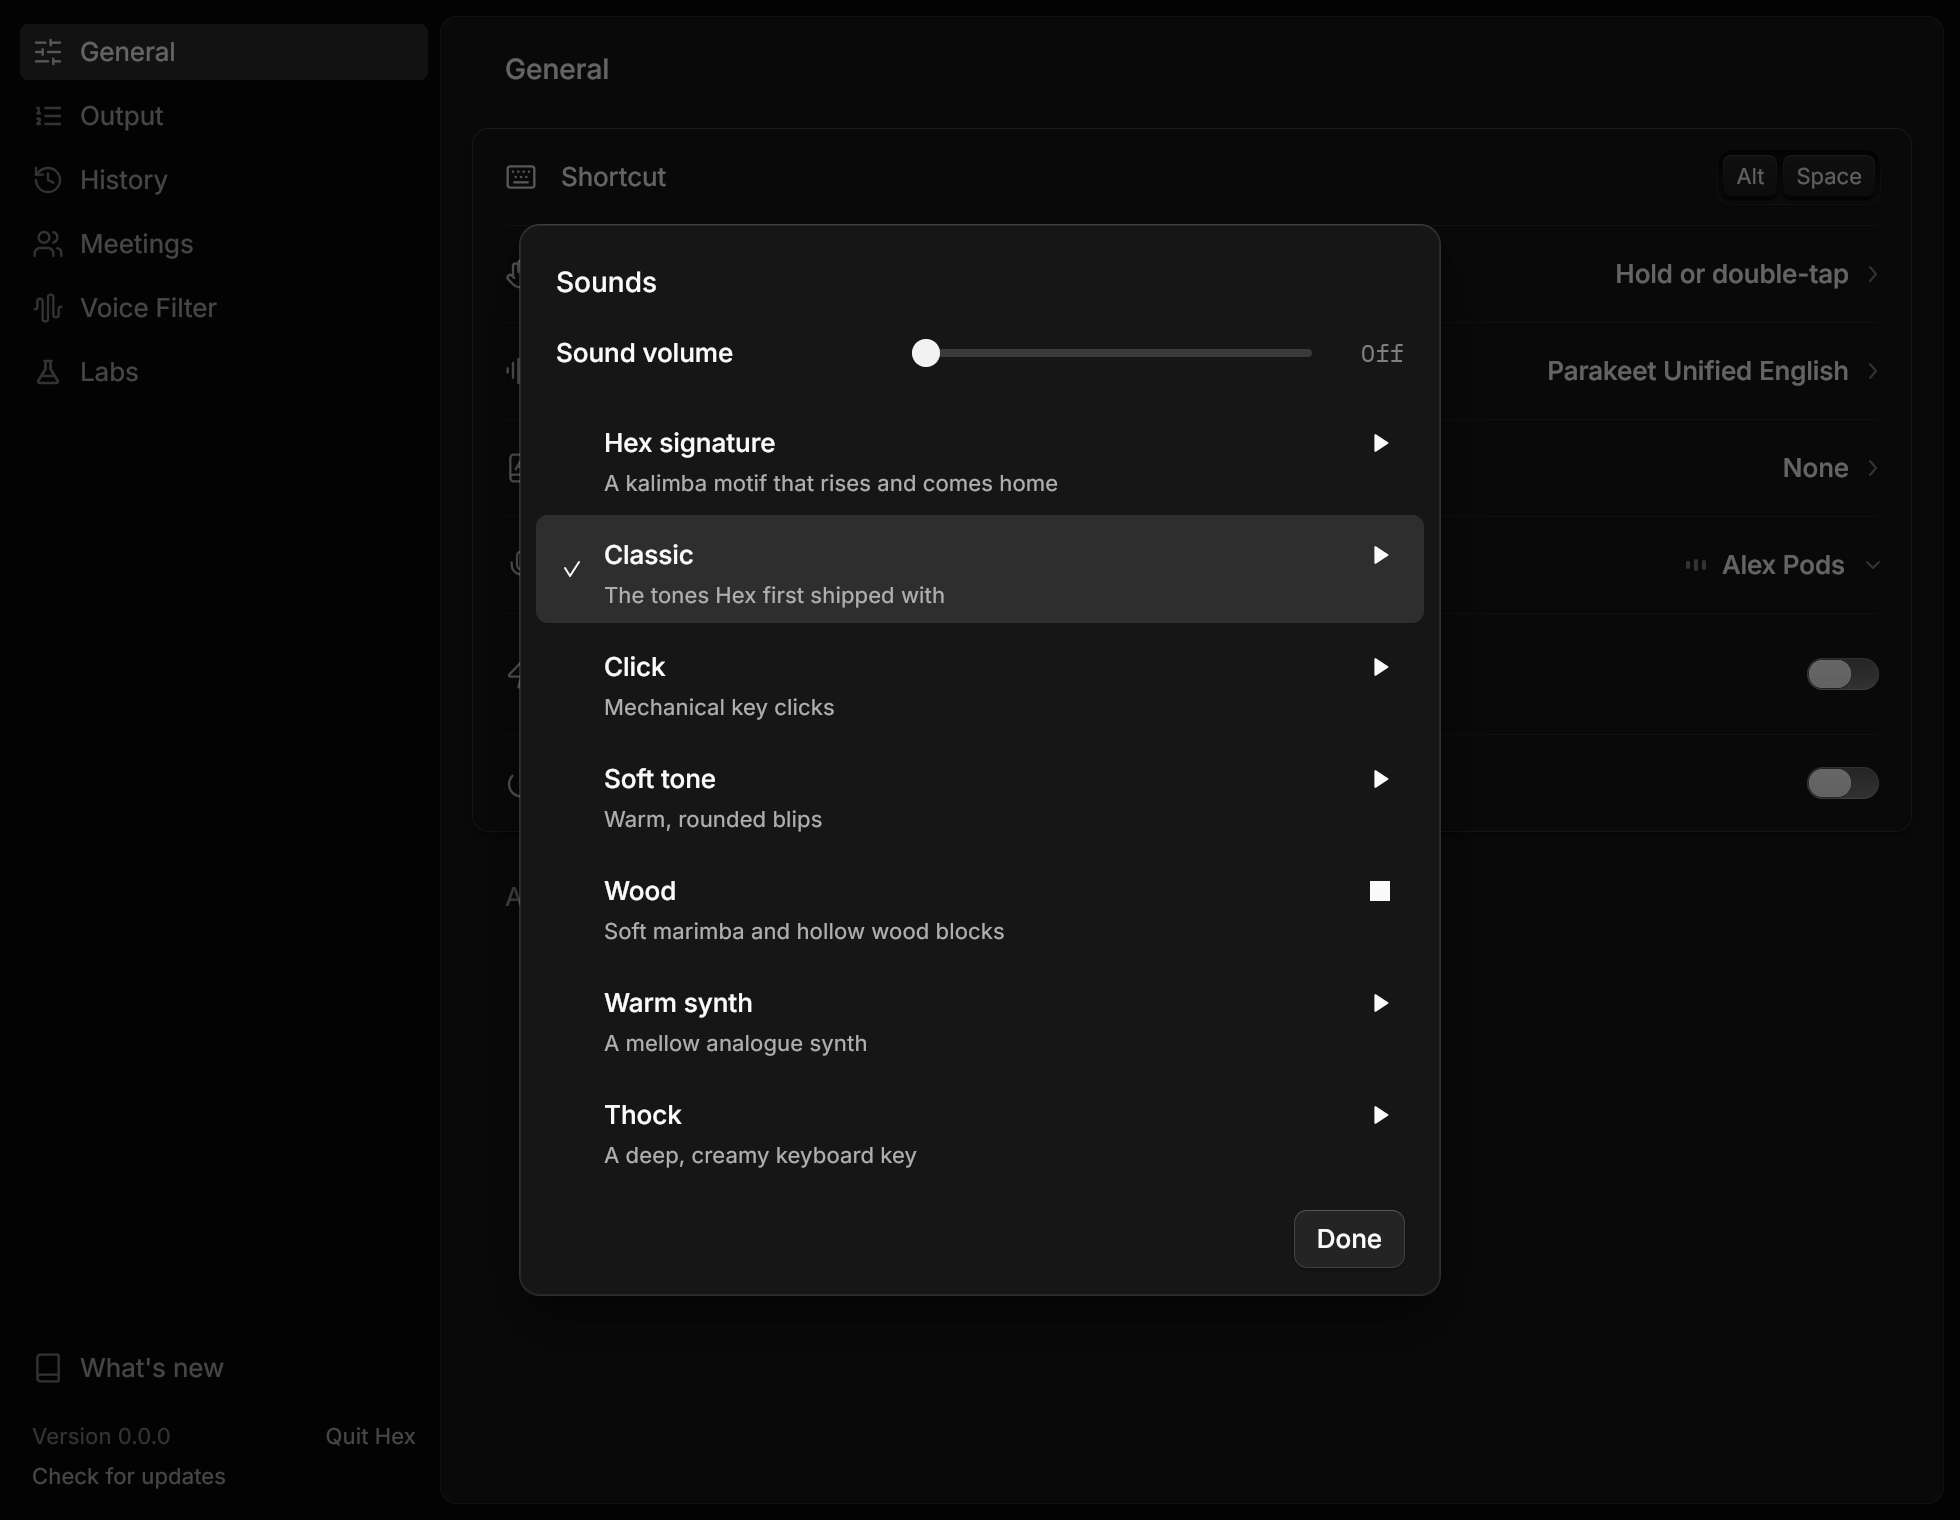 General
Output
History
Meetings
Voice Filter
Labs
What's new
Version 0.0.0
Quit Hex
Check for updates
General
Shortcut
Alt
Space
Hold or double-tap
Parakeet Unified English
None
Alex Pods
Sounds
Sound volume
Off
Hex signature
A kalimba motif that rises and comes home
Classic
The tones Hex first shipped with
Click
Mechanical key clicks
Soft tone
Warm, rounded blips
Wood
Soft marimba and hollow wood blocks
Warm synth
A mellow analogue synth
Thock
A deep, creamy keyboard key
Done